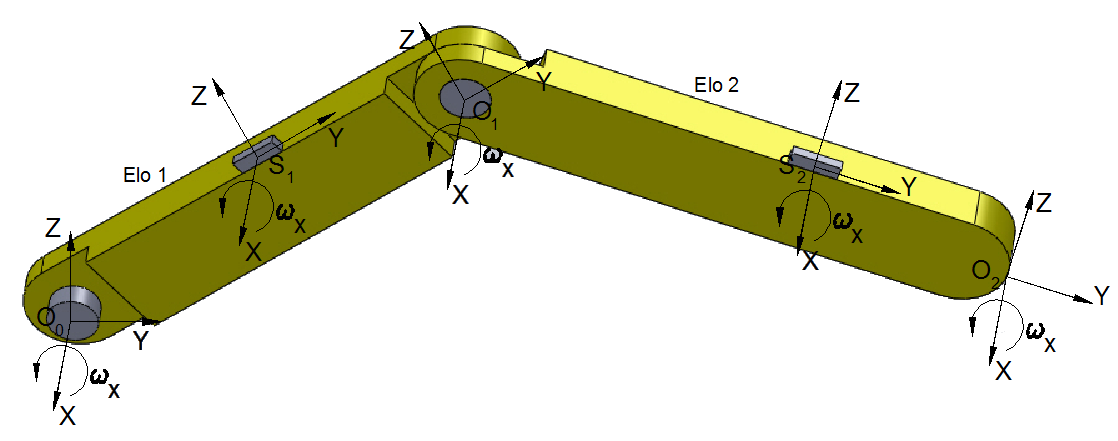 Z
Z
Y
O₁
Elo 2
Z
Z
Y
S₁
ωₓ
X
S₂
Y
Elo 1
ωₓ
X
ωₓ
X
Z
Z
O₀
Y
O₂
Y
ωₓ
X
ωₓ
X